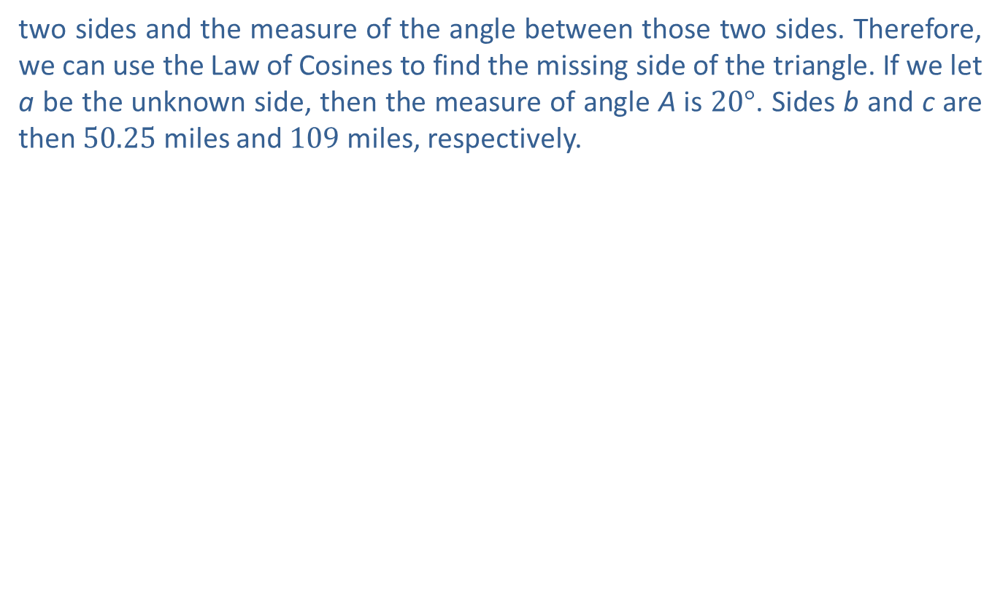 two sides and the measure of the angle between those two sides. Therefore,
we can use the Law of Cosines to find the missing side of the triangle. If we let
a be the unknown side, then the measure of angle A is 20°. Sides b and c are
then 50.25 miles and 109 miles, respectively.